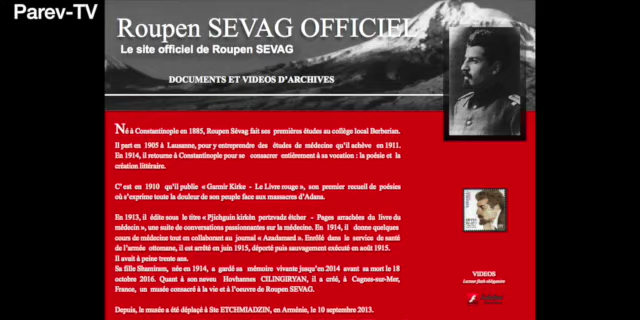 Parev-TV
Roupen SEVAG OFFICIEL
Le site officiel de Roupen SEVAG
DOCUMENTS ET VIDEOS D'ARCHIVES
Né à Constantinople en 1885, Roupen Sévag fait ses premières études au collège local Berberian.
Il part en 1905 à Lausanne, pour y entreprendre des études de médecine qu'il achève en 1911.
En 1914, il retourne à Constantinople pour se consacrer entièrement à sa vocation : la poésie et la
création littéraire.
C'est en 1910 qu'il publie « Garmir Kirke - Le Livre rouge », son premier recueil de poésies
où s'exprime toute la douleur de son peuple face aux massacres d'Adana.
En 1913, il édite sous le titre « Pjichguin kirkèn pertzvadz étcher - Pages arrachées du livre du
médecin », une suite de conversations passionnantes sur la médecine. En 1914, il donne quelques
cours de médecine tout en collaborant au journal « Azadamard ». Enrôlé dans le service de santé
de l'armée ottomane, il est arrêté en juin 1915, déporté puis sauvagement exécuté en août 1915.
Il avait à peine trente ans.
Sa fille Shamiram, née en 1914, a gardé sa mémoire vivante jusqu'en 2014 avant sa mort le 18
octobre 2016. Quant à son neveu Hovhannes CILINGIRYAN, il a créé, à Cagnes-sur-Mer,
France, un musée consacré à la vie et à l'oeuvre de Roupen SEVAG.
Depuis, le musée a été déplaçé à Ste ETCHMIADZIN, en Arménie, le 10 septembre 2013.
VIDEOS
Lecteur flash obligatoire